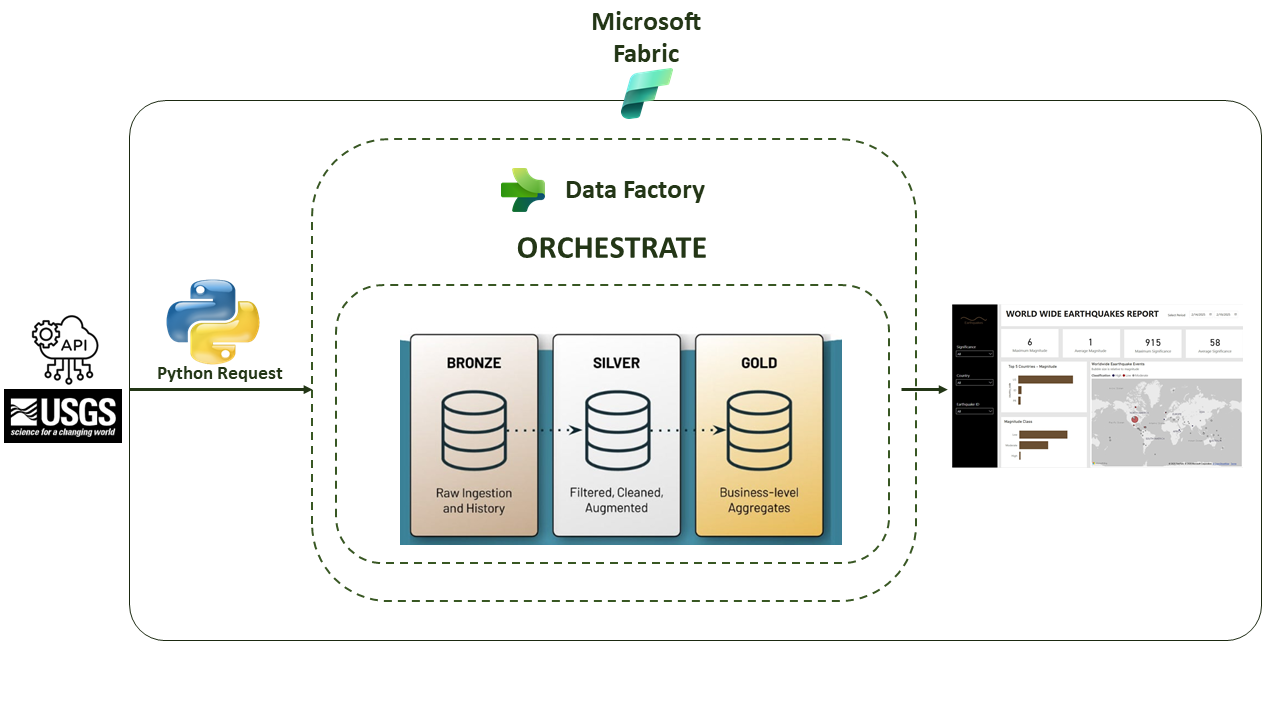 Microsoft
Fabric
Data Factory
ORCHESTRATE
API
USGS
science for a changing world
Python Request
BRONZE
Raw Ingestion
and History
SILVER
Filtered, Cleaned,
Augmented
GOLD
Business-level
Aggregates
WORLD WIDE EARTHQUAKES REPORT
Significance
Country
Earthquake ID
6
Maximum Magnitude
1
Average Magnitude
915
Maximum Significance
58
Average Significance
Top 3 Countries - Magnitude
Magnitude Class
Worldwide Earthquake Events